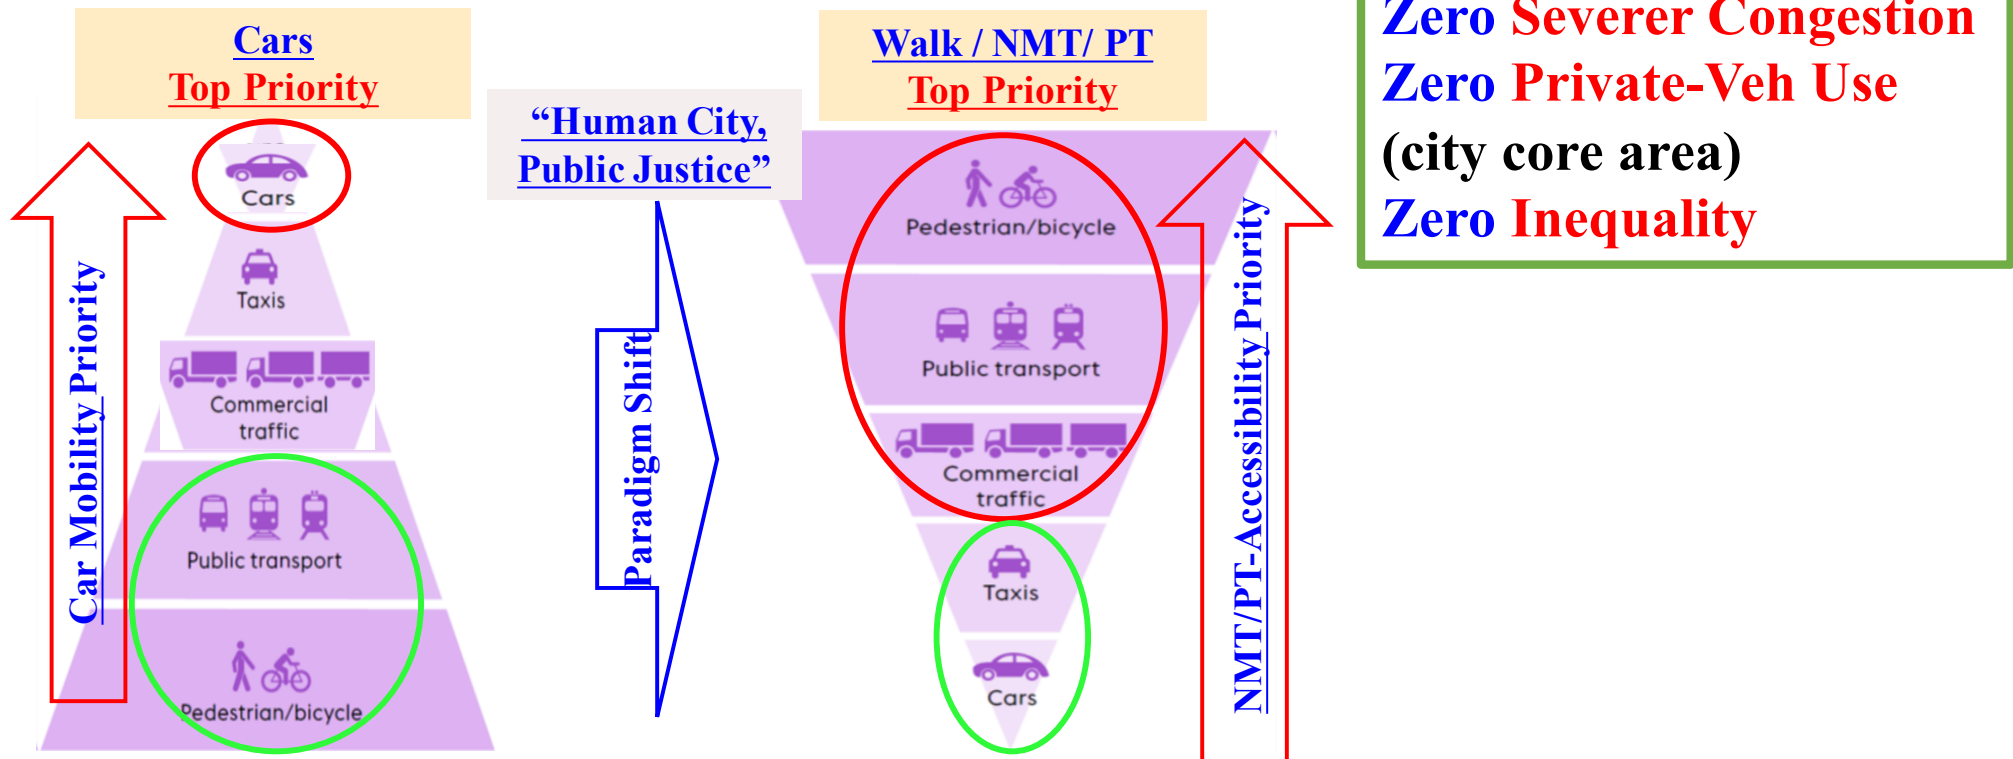 Cars
Top Priority
Cars
Taxis
Commercial
traffic
Public transport
Pedestrian/bicycle
Car Mobility Priority
“Human City,
Public Justice”
Paradigm Shift
Walk / NMT/ PT
Top Priority
Pedestrian/bicycle
Public transport
Commercial
traffic
Taxis
Cars
NMT/PT-Accessibility Priority
Zero Severer Congestion
Zero Private-Veh Use
(city core area)
Zero Inequality